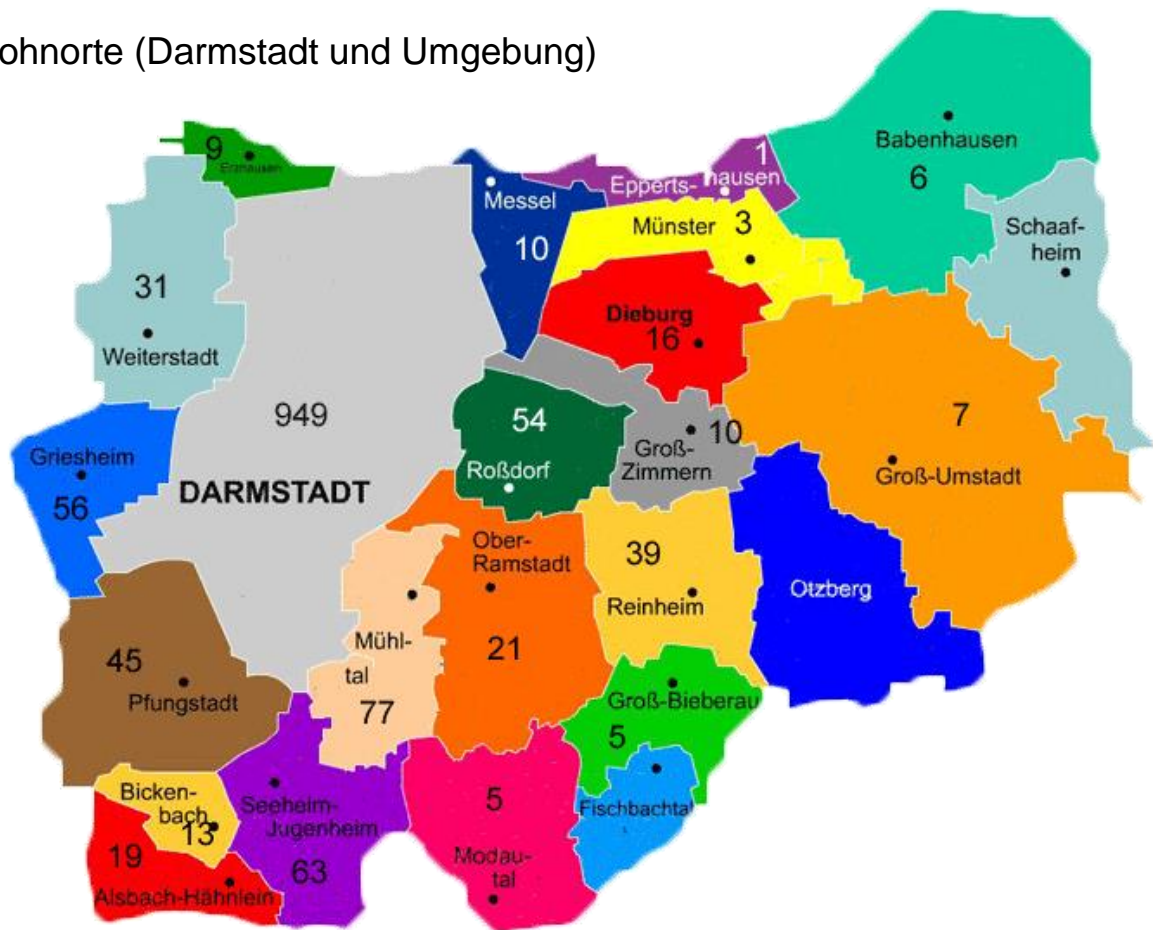 ohnorte (Darmstadt und Umgebung)
9
Erzhausen
1
Epperts-hausen
Babenhausen
6
Messel
10
Münster 3
Schaaf-
heim
31
Weiterstadt
Dieburg
16
949
54
Roßdorf
10
Groß-
Zimmern
7
Groß-Umstadt
Griesheim
56
DARMSTADT
Ober-
Ramstadt
21
39
Reinheim
Otzberg
Mühl-
tal
77
45
Pfungstadt
Groß-Bieberau
5
Fischbachtal
5
Modau-
tal
Bicken-
bach
13
Seeheim-
Jugenheim
63
19
Alsbach-Hähnlein